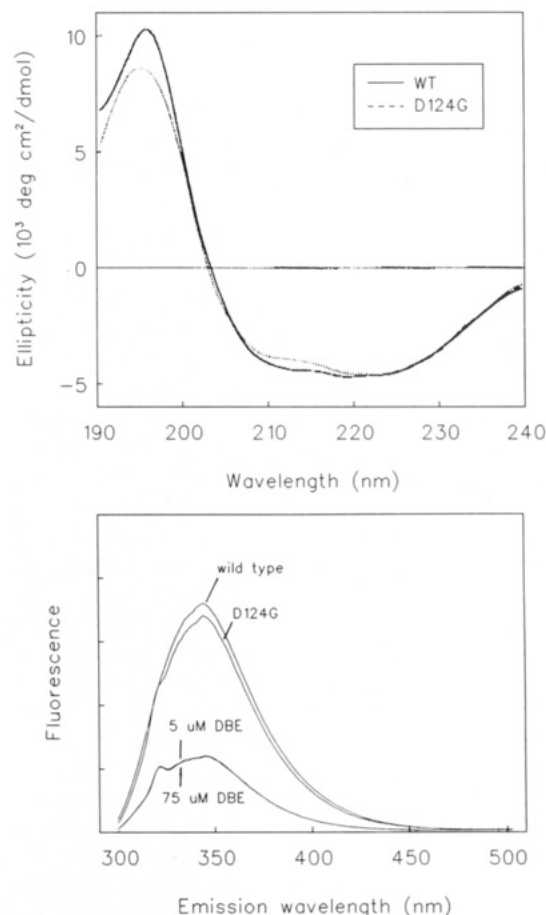 Ellipticity (10³ deg cm²/dmol)
10
5
0
−5
WT
D124G
190 200 210 220 230 240
Wavelength (nm)
Fluorescence
wild type
D124G
5 uM DBE
75 uM DBE
300 350 400 450 500
Emission wavelength (nm)